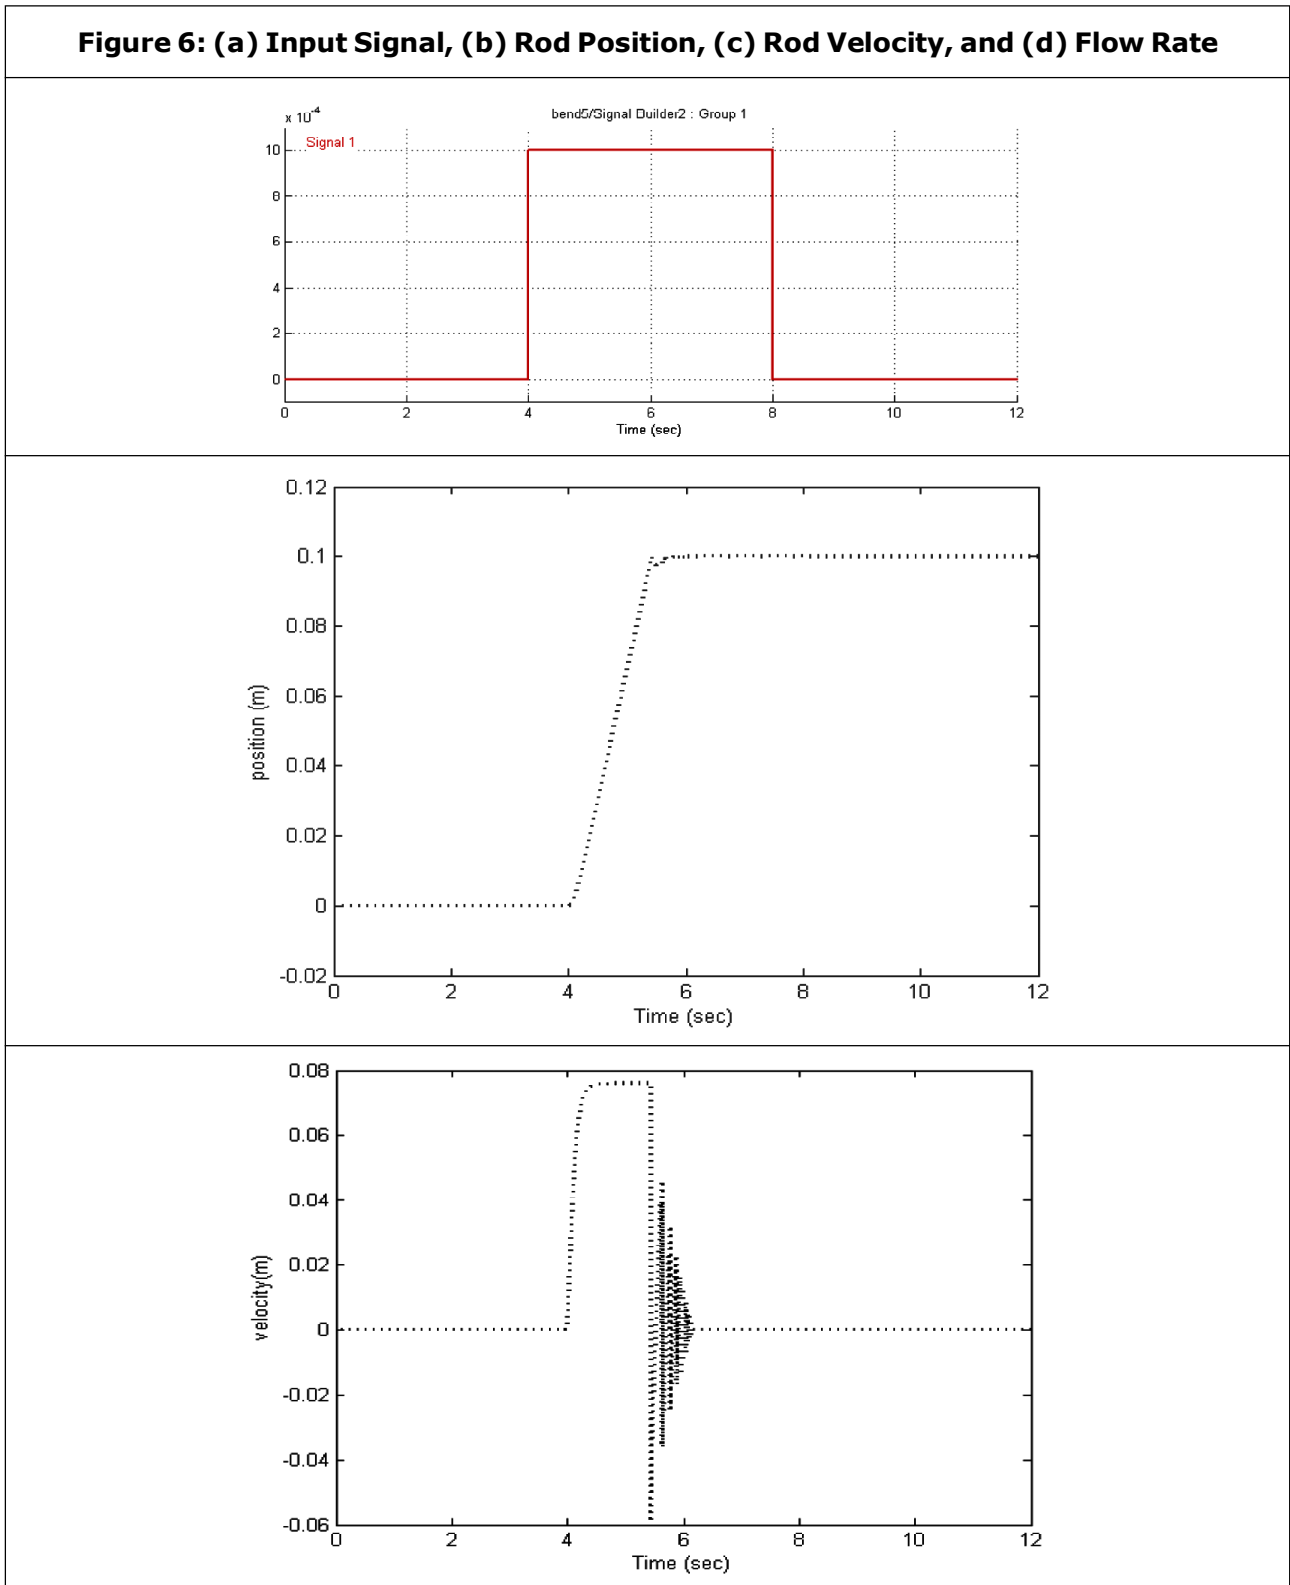 Figure 6: (a) Input Signal, (b) Rod Position, (c) Rod Velocity, and (d) Flow Rate
x 10-4
bend5/Signal Duilder2 : Group 1
Signal 1
10
8
6
4
2
0
0 2 4 6 8 10 12
Time (sec)
0.12
0.1
0.08
0.06
0.04
0.02
0
-0.02
position (m)
0 2 4 6 8 10 12
Time (sec)
0.08
0.06
0.04
0.02
0
-0.02
-0.04
-0.06
velocity(m)
0 2 4 6 8 10 12
Time (sec)